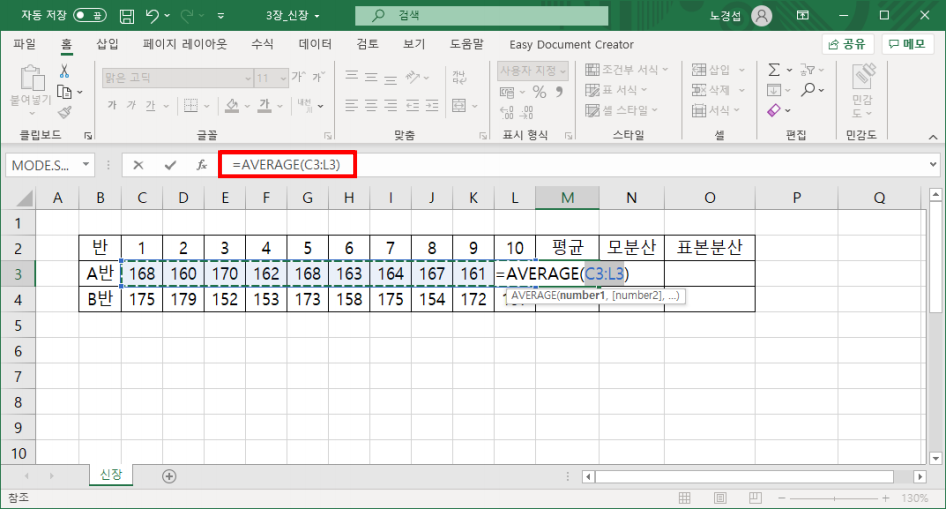 자동 저장 끔 3장_신장 검색 노경섭
파일 홈 삽입 페이지 레이아웃 수식 데이터 검토 보기 도움말 Easy Document Creator 공유 메모
붙여넣기 맑은 고딕 11 가 가 사용자 지정 조건부 서식 삽입
가 가 가 가 % 9 표 서식 삭제
셀 스타일 서식 민감도
클립보드 글꼴 맞춤 표시 형식 스타일 셀 편집 민감도
MODE.S... fx =AVERAGE(C3:L3)
A B C D E F G H I J K L M N O P Q
1
2 반 1 2 3 4 5 6 7 8 9 10 평균 모분산 표본분산
3 A반 168 160 170 162 168 163 164 167 161 =AVERAGE(C3:L3)
4 B반 175 179 152 153 173 158 175 154 172
AVERAGE(number1, [number2], ...)
5
6
7
8
9
10
신장
참조 130%